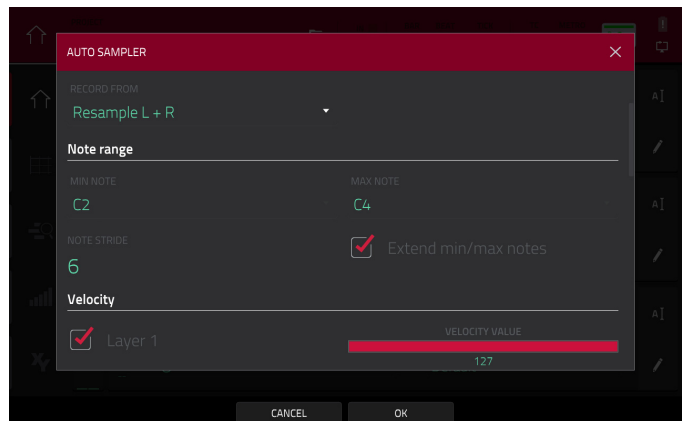 AUTO SAMPLER
RECORD FROM
Resample L + R
Note range
MIN NOTE
MAX NOTE
C2
C4
NOTE STRIDE
Extend min/max notes
6
Velocity
Layer 1
VELOCITY VALUE
127
CANCEL
OK
A
A
A
XY